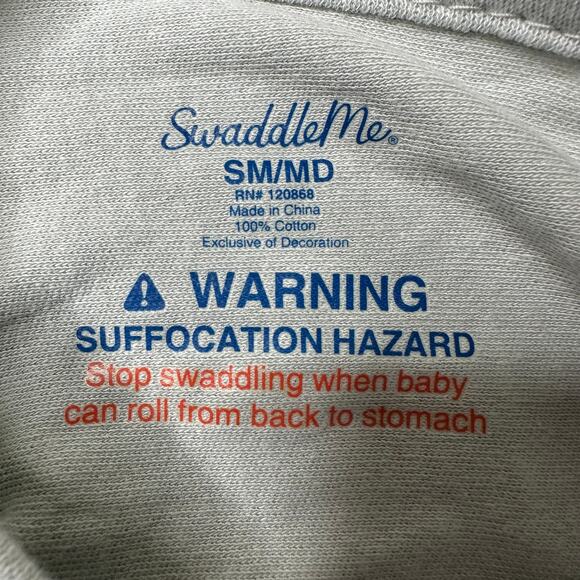 SwaddleMe®
SM/MD
RN# 120868
Made in China
100% Cotton
Exclusive of Decoration
⚠ WARNING
SUFFOCATION HAZARD
Stop swaddling when baby
can roll from back to stomach